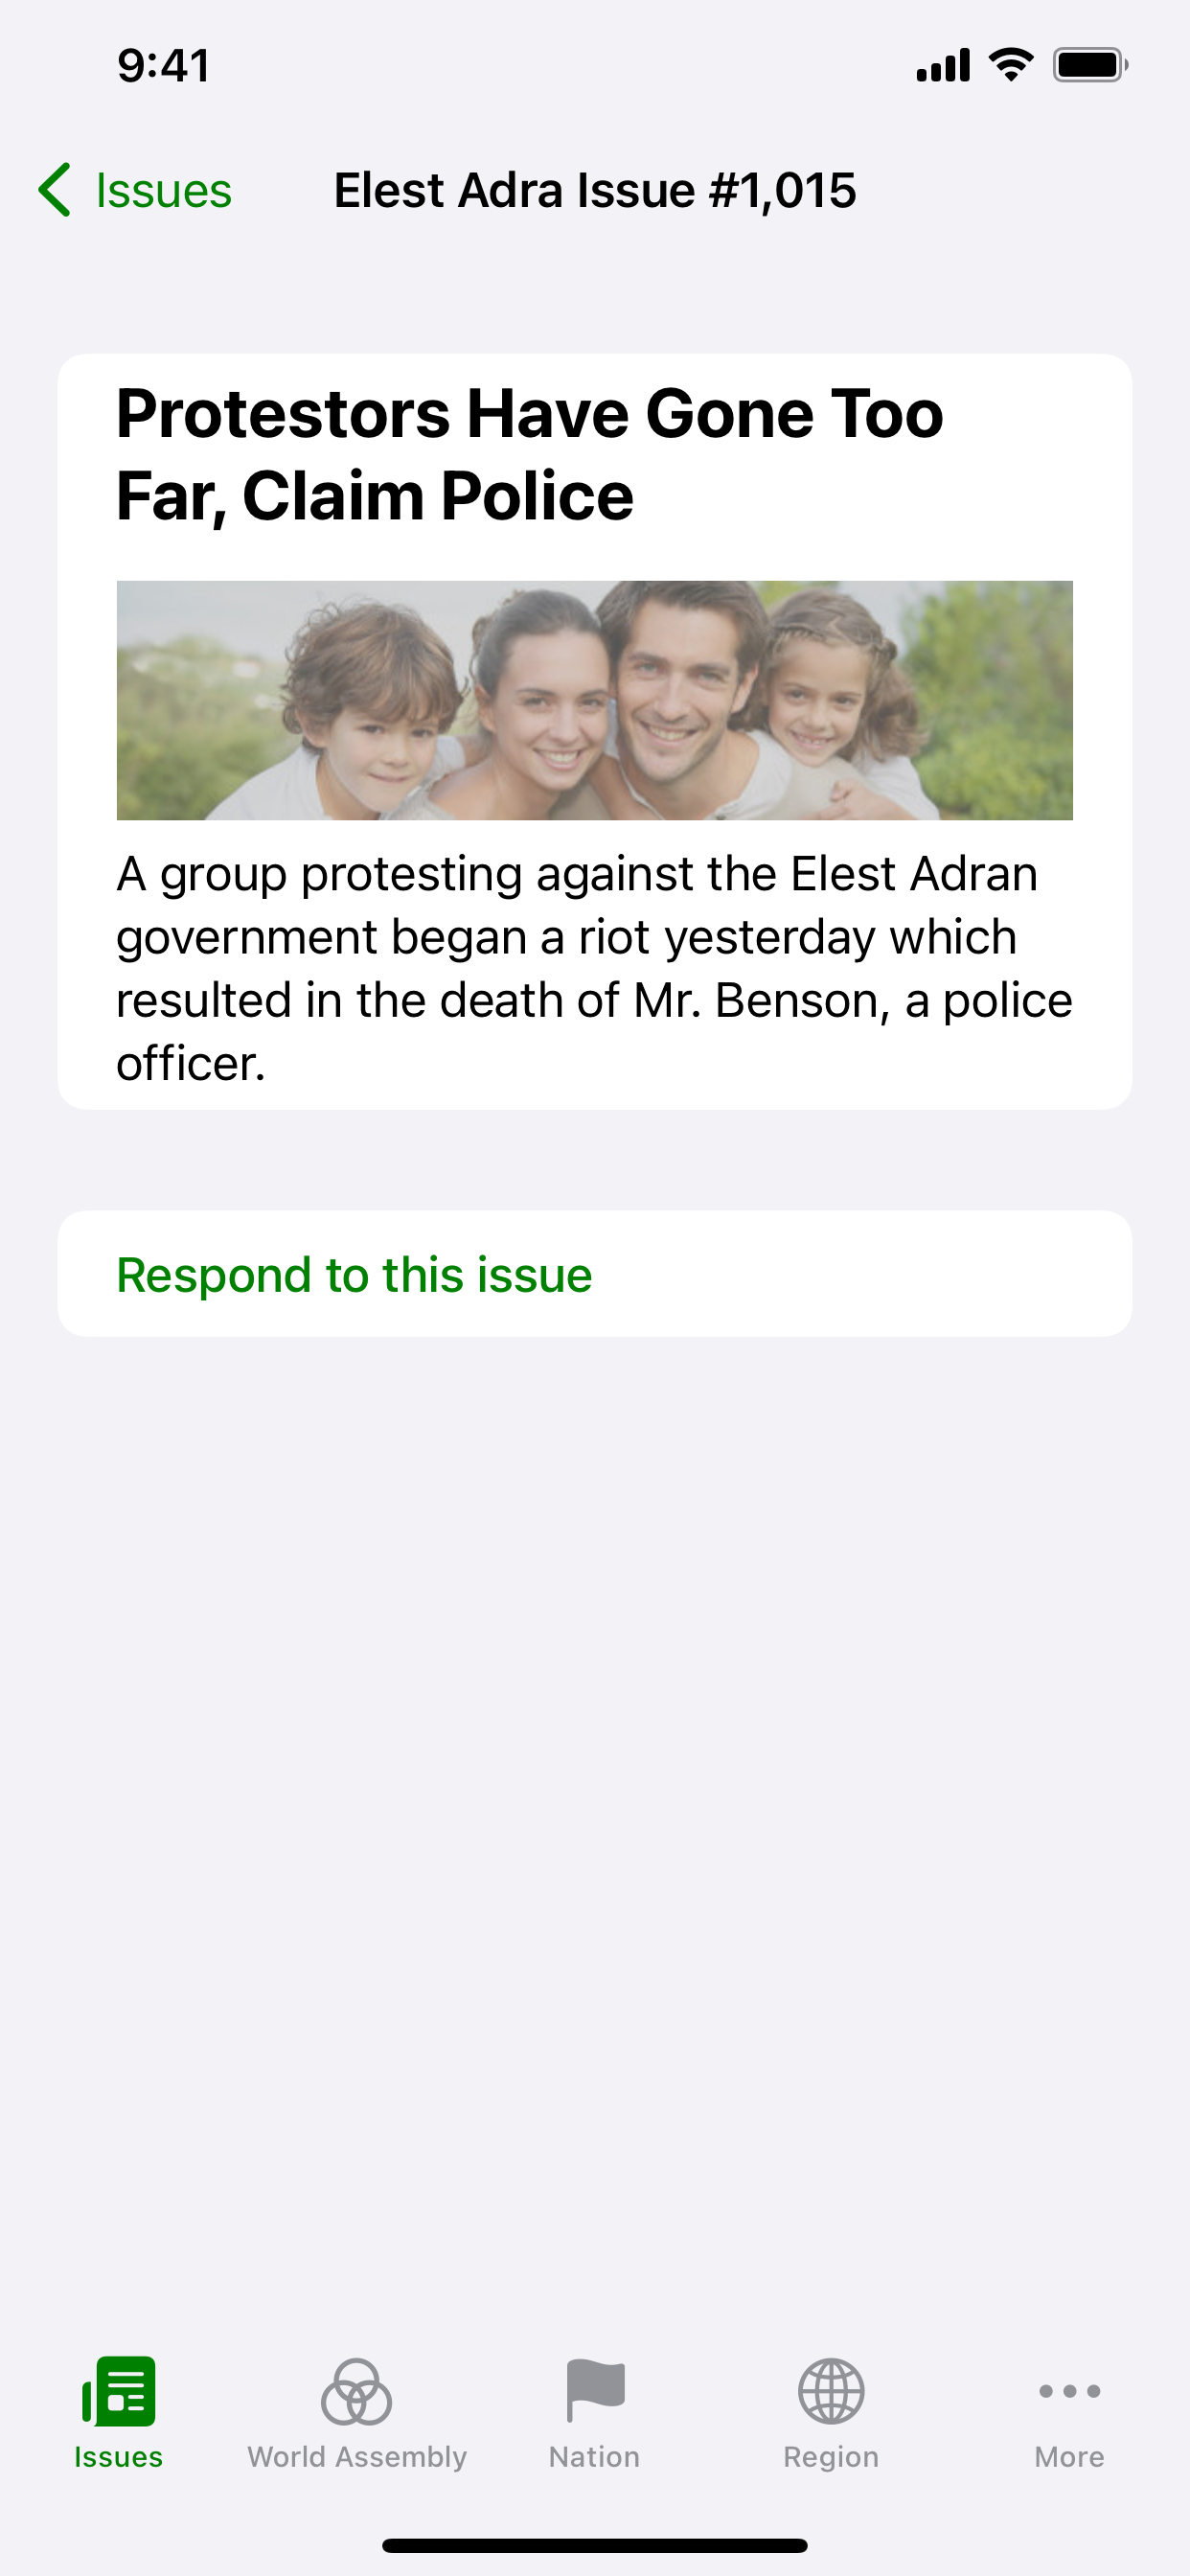 9:41
Issues
Elest Adra Issue #1,015
Protestors Have Gone Too
Far, Claim Police
A group protesting against the Elest Adran
government began a riot yesterday which
resulted in the death of Mr. Benson, a police
officer.
Respond to this issue
Issues
World Assembly
Nation
Region
More